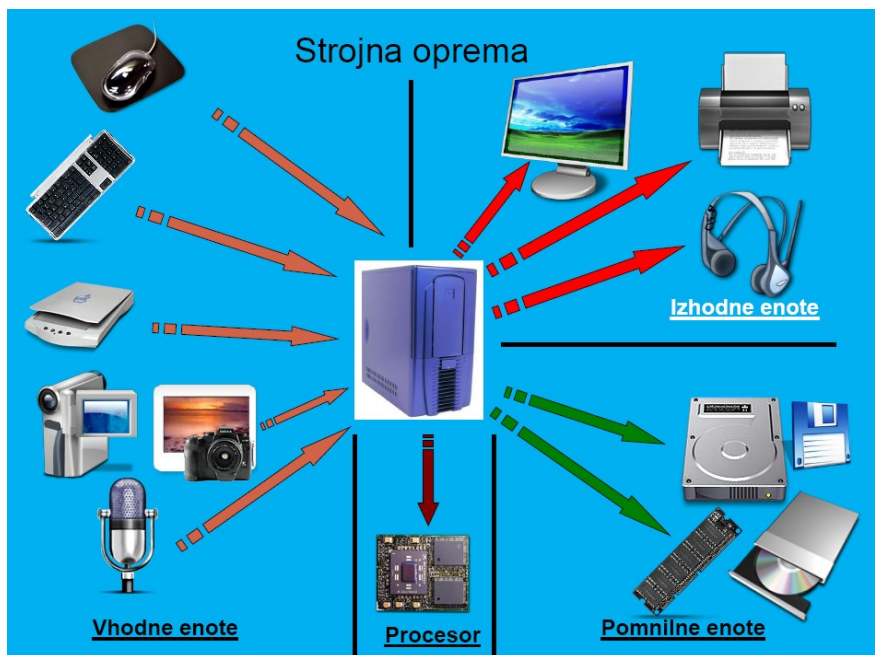 Strojna oprema
Izhodne enote
Vhodne enote
Procesor
Pomnilne enote